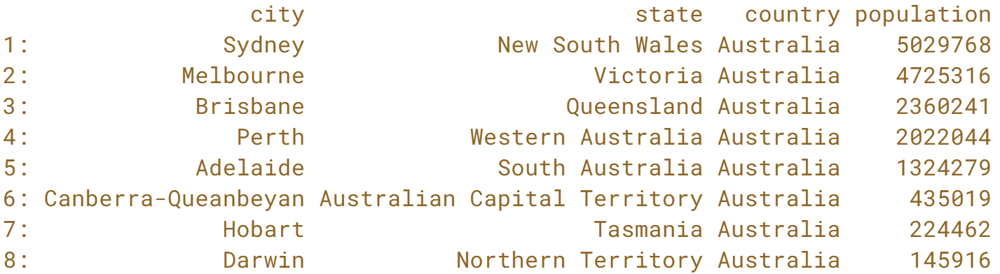 city state country population
1: Sydney New South Wales Australia 5029768
2: Melbourne Victoria Australia 4725316
3: Brisbane Queensland Australia 2360241
4: Perth Western Australia Australia 2022044
5: Adelaide South Australia Australia 1324279
6: Canberra-Queanbeyan Australian Capital Territory Australia 435019
7: Hobart Tasmania Australia 224462
8: Darwin Northern Territory Australia 145916